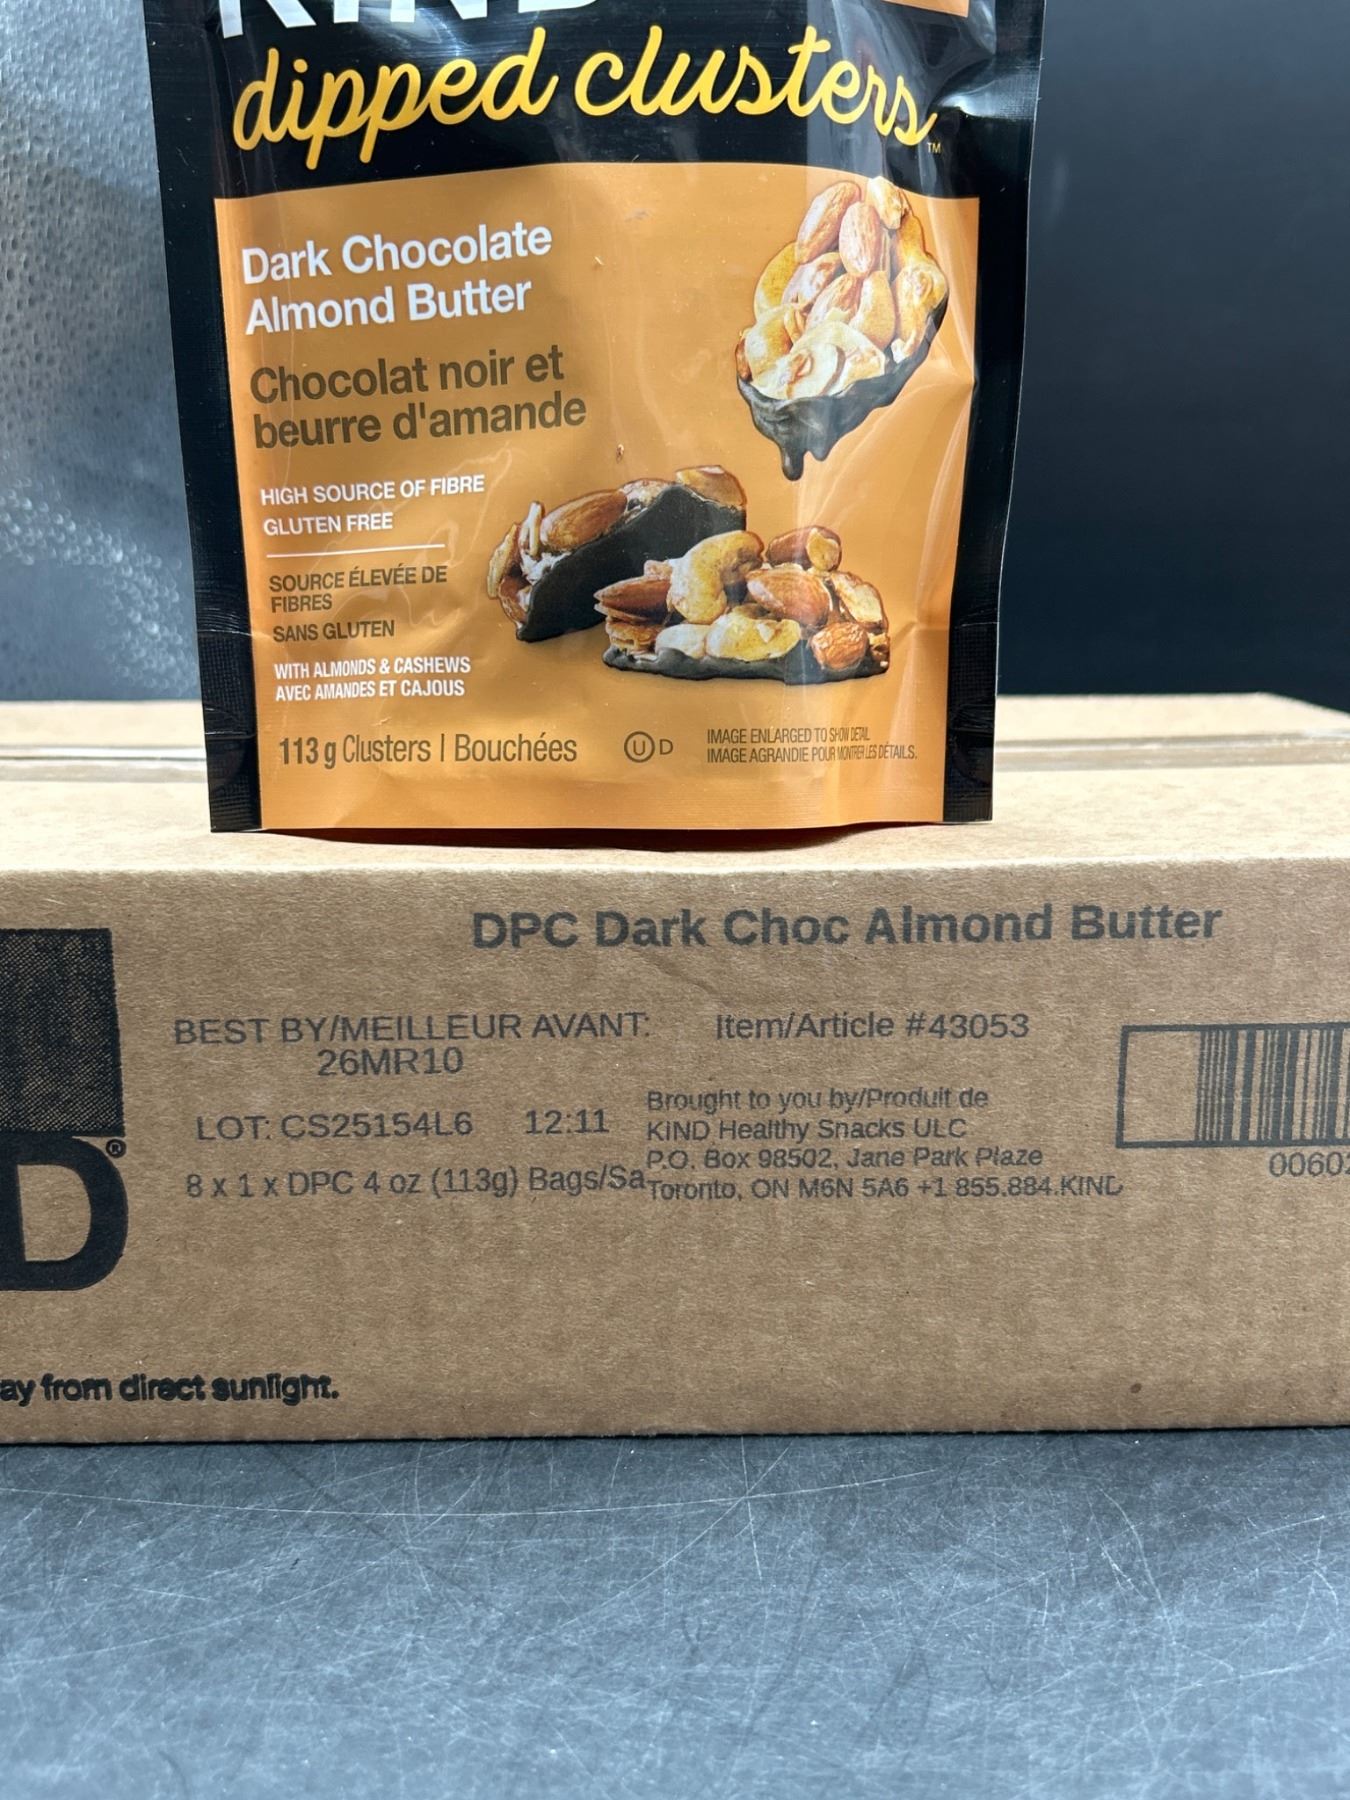 KIND
dipped clusters™
Dark Chocolate
Almond Butter
Chocolat noir et
beurre d'amande
HIGH SOURCE OF FIBRE
GLUTEN FREE
SOURCE ÉLEVÉE DE
FIBRES
SANS GLUTEN
WITH ALMONDS & CASHEWS
AVEC AMANDES ET CAJOUS
113 g Clusters | Bouchées
U D
IMAGE ENLARGED TO SHOW DETAIL
IMAGE AGRANDIE POUR MONTRER LES DÉTAILS.
DPC Dark Choc Almond Butter
BEST BY/MEILLEUR AVANT:
26MR10
Item/Article #43053
LOT: CS25154L6 12:11
8 x 1 x DPC 4 oz (113g) Bags/Sa
Brought to you by/Produit de
KIND Healthy Snacks ULC
P.O. Box 98502, Jane Park Plaze
Toronto, ON M6N 5A6 +1 855.884.KIND
0060
D®
ay from direct sunlight.